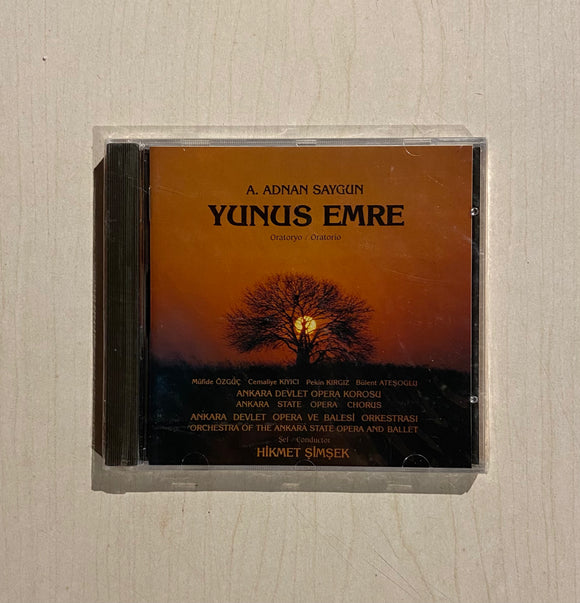 A. ADNAN SAYGUN
YUNUS EMRE
Oratoryo / Oratorio
Müfide ÖZGÜÇ Cemaliye KIYICI Pekin KIRGIZ Bülent ATEŞOĞLU
ANKARA DEVLET OPERA KOROSU
ANKARA STATE OPERA CHORUS
ANKARA DEVLET OPERA VE BALESİ ORKESTRASI
ORCHESTRA OF THE ANKARA STATE OPERA AND BALLET
Şef / Conductor
HİKMET ŞİMŞEK